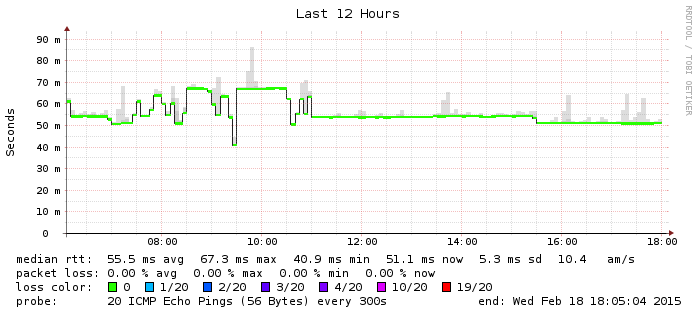 Last 12 Hours
RRDTOOL / TOBI OETIKER
Seconds
90 m
80 m
70 m
60 m
50 m
40 m
30 m
20 m
10 m
0
08:00 10:00 12:00 14:00 16:00 18:00
median rtt: 55.5 ms avg 67.3 ms max 40.9 ms min 51.1 ms now 5.3 ms sd 10.4 am/s
packet loss: 0.00 % avg 0.00 % max 0.00 % min 0.00 % now
loss color: 0 1/20 2/20 3/20 4/20 10/20 19/20
probe: 20 ICMP Echo Pings (56 Bytes) every 300s end: Wed Feb 18 18:05:04 2015